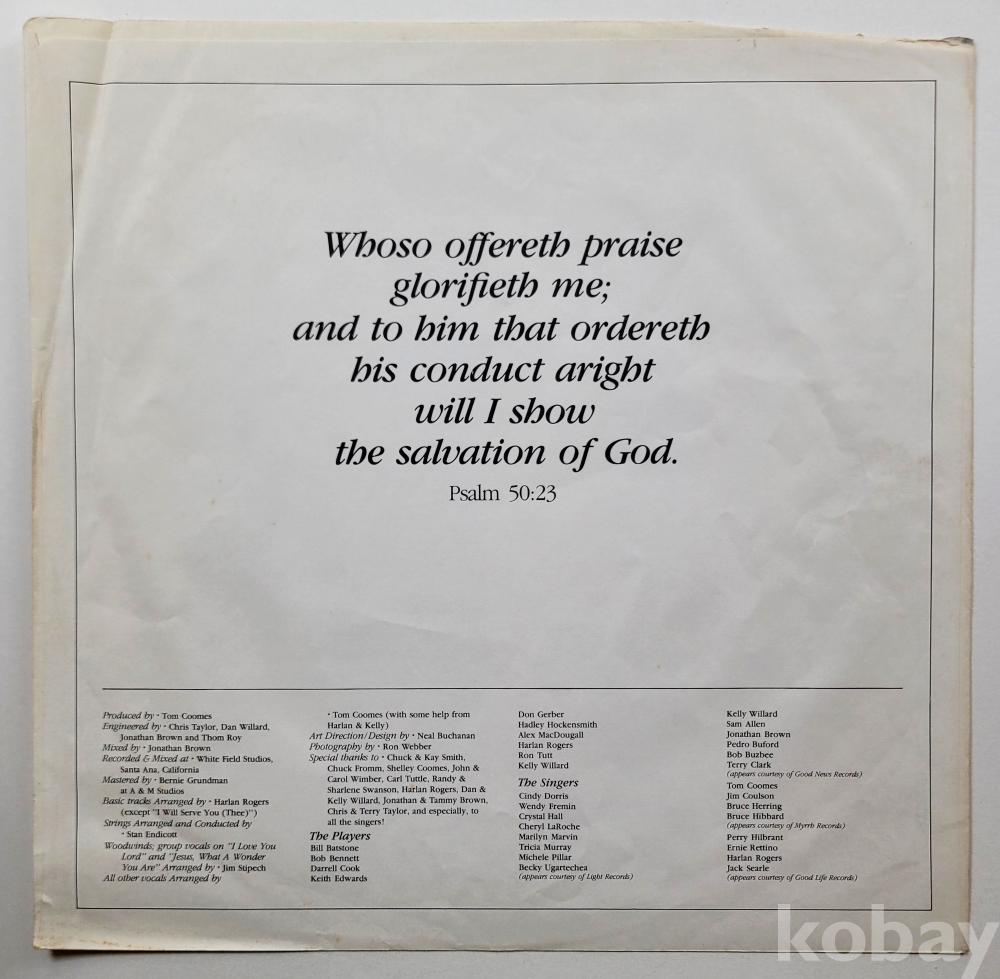 Whoso offereth praise
glorifieth me;
and to him that ordereth
his conduct aright
will I show
the salvation of God.
Psalm 50:23
Produced by • Tom Coomes
Engineered by • Chris Taylor, Dan Willard,
Jonathan Brown and Thom Roy
Mixed by • Jonathan Brown
Recorded & Mixed at • White Field Studios,
Santa Ana, California
Mastered by • Bernie Grundman
at A & M Studios
Basic tracks Arranged by • Harlan Rogers
(except "I Will Serve You (Thee)")
Strings Arranged and Conducted by
• Stan Endicott
Woodwinds; group vocals on "I Love You
Lord" and "Jesus, What A Wonder
You Are" Arranged by • Jim Stipech
All other vocals Arranged by
• Tom Coomes (with some help from
Harlan & Kelly)
Art Direction/Design by • Neal Buchanan
Photography by • Ron Webber
Special thanks to • Chuck & Kay Smith,
Chuck Fromm, Shelley Coomes, John &
Carol Wimber, Carl Tuttle, Randy &
Sharlene Swanson, Harlan Rogers, Dan &
Kelly Willard, Jonathan & Tammy Brown,
Chris & Terry Taylor, and especially, to
all the singers!
The Players
Bill Batstone
Bob Bennett
Darrell Cook
Keith Edwards
Don Gerber
Hadley Hockensmith
Alex MacDougall
Harlan Rogers
Ron Tutt
Kelly Willard
The Singers
Cindy Dorris
Wendy Fremin
Crystal Hall
Cheryl LaRoche
Marilyn Marvin
Tricia Murray
Michele Pillar
Becky Ugartechea
(appears courtesy of Light Records)
Kelly Willard
Sam Allen
Jonathan Brown
Pedro Buford
Bob Buzbee
Terry Clark
(appears courtesy of Good News Records)
Tom Coomes
Jim Coulson
Bruce Herring
Bruce Hibbard
(appears courtesy of Myrrh Records)
Perry Hilbrant
Ernie Rettino
Harlan Rogers
Jack Searle
(appears courtesy of Good Life Records)
kobay